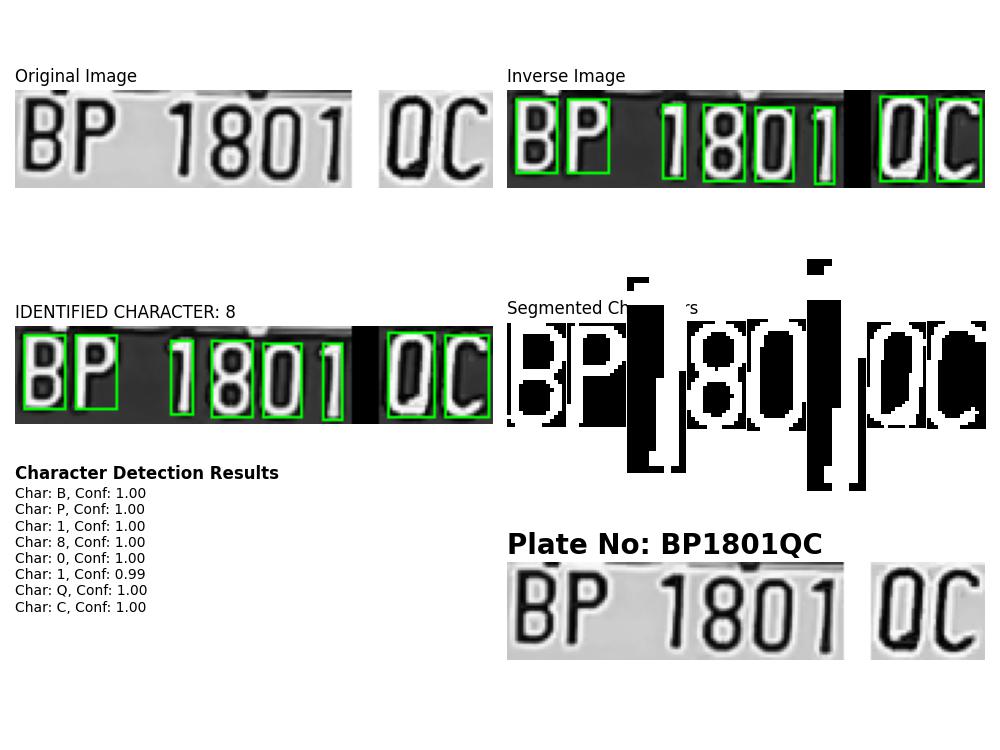 Original Image
BP 1801 QC
Inverse Image
BP 1801 QC
IDENTIFIED CHARACTER: 8
BP 1801 QC
Segmented Ch rs
BP1801QC
Character Detection Results
Char: B, Conf: 1.00
Char: P, Conf: 1.00
Char: 1, Conf: 1.00
Char: 8, Conf: 1.00
Char: 0, Conf: 1.00
Char: 1, Conf: 0.99
Char: Q, Conf: 1.00
Char: C, Conf: 1.00
Plate No: BP1801QC
BP 1801 QC